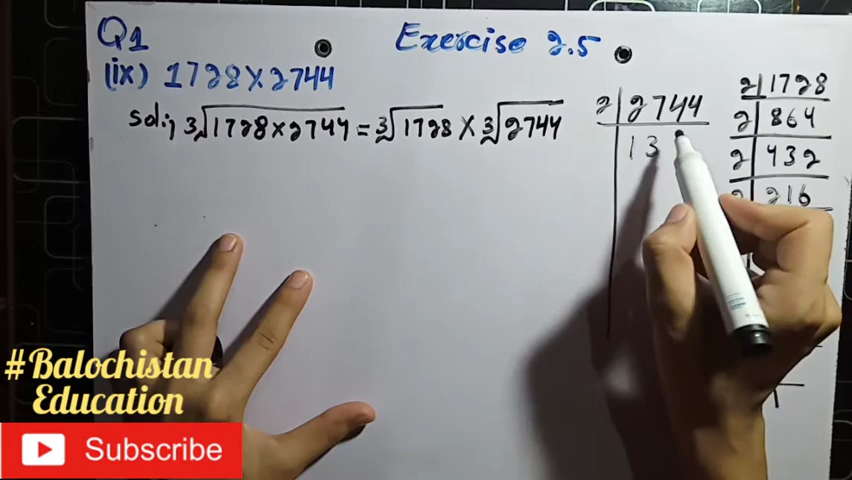 Q1
Exercise 2.5
(ix) 1728×2744
sol:, ∛1728×2744 = ∛1728 × ∛2744
2 | 2744
13
2 | 1728
2 | 864
2 | 432
2 | 216
#Balochistan
Education
Subscribe